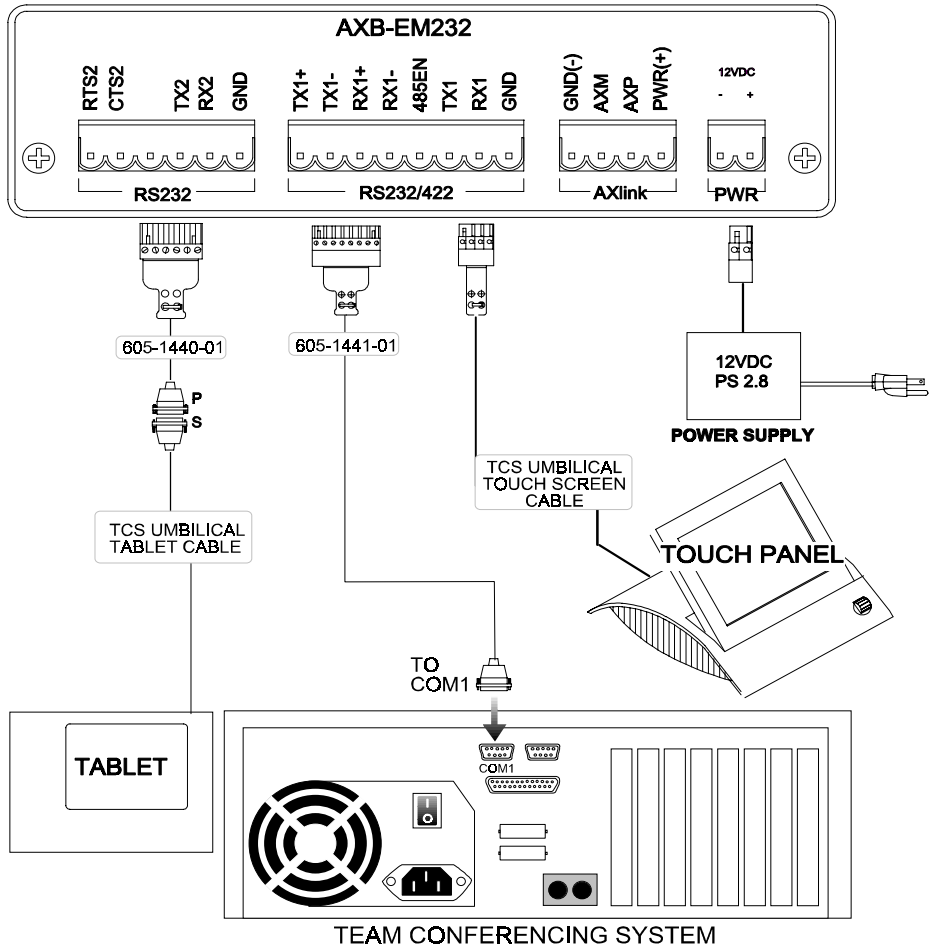 AXB-EM232
RTS2
CTS2
TX2
RX2
GND
TX1+
TX1-
RX1+
RX1-
485EN
TX1
RX1
GND
GND(-)
AXM
AXP
PWR(+)
12VDC
- +
RS232
RS232/422
AXlink
PWR
605-1440-01
605-1441-01
12VDC
PS 2.8
POWER SUPPLY
P
S
TCS UMBILICAL
TOUCH SCREEN
CABLE
TCS UMBILICAL
TABLET CABLE
TOUCH PANEL
TO
COM1
TABLET
COM1
TEAM CONFERENCING SYSTEM